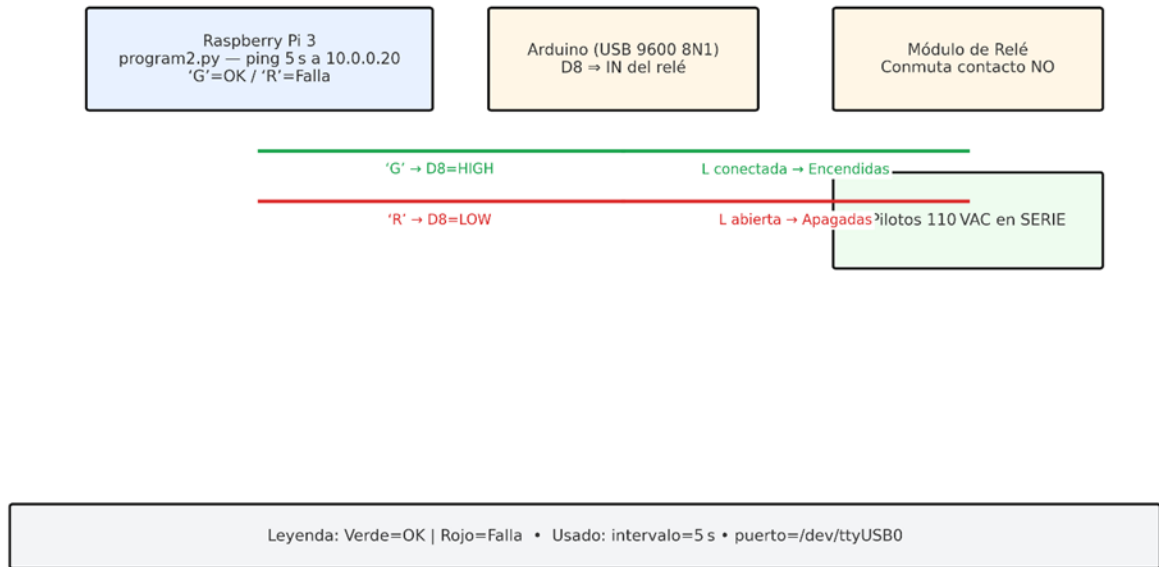 Raspberry Pi 3
program2.py — ping 5 s a 10.0.0.20
‘G’=OK / ‘R’=Falla
Arduino (USB 9600 8N1)
D8 ⇒ IN del relé
Módulo de Relé
Conmuta contacto NO
‘G’ → D8=HIGH
L conectada → Encendidas
‘R’ → D8=LOW
L abierta → Apagadas
Pilotos 110 VAC en SERIE
Leyenda: Verde=OK | Rojo=Falla • Usado: intervalo=5 s • puerto=/dev/ttyUSB0